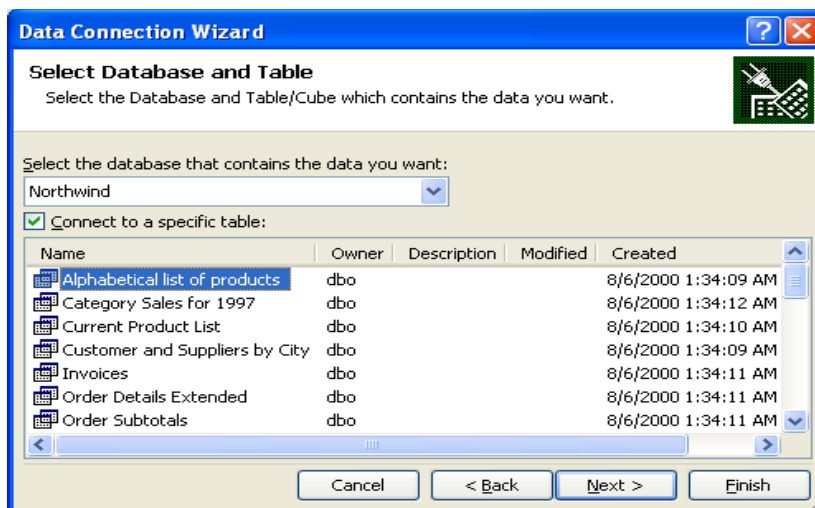 Data Connection Wizard
Select Database and Table
Select the Database and Table/Cube which contains the data you want.
Select the database that contains the data you want:
Northwind
Connect to a specific table:
Name Owner Description Modified Created
Alphabetical list of products dbo 8/6/2000 1:34:09 AM
Category Sales for 1997 dbo 8/6/2000 1:34:12 AM
Current Product List dbo 8/6/2000 1:34:10 AM
Customer and Suppliers by City dbo 8/6/2000 1:34:09 AM
Invoices dbo 8/6/2000 1:34:11 AM
Order Details Extended dbo 8/6/2000 1:34:11 AM
Order Subtotals dbo 8/6/2000 1:34:11 AM
Cancel < Back Next > Finish